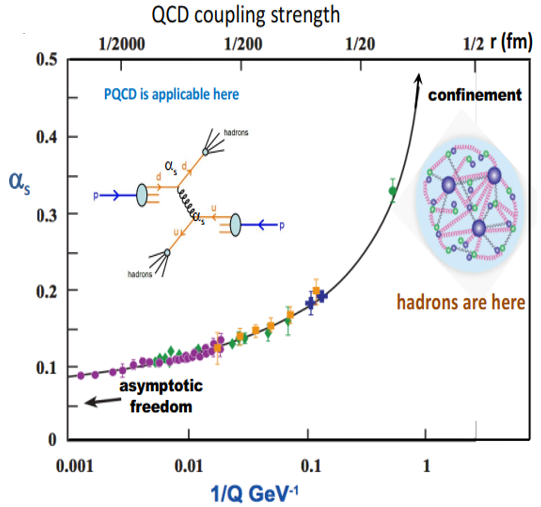 QCD coupling strength
1/2000 1/200 1/20 1/2 r (fm)
0.5
PQCD is applicable here
confinement
0.4
hadrons
αs d
αs
d
p
0.3
u
αs
p
u
hadrons
hadrons are here
0.2
0.1
asymptotic
freedom
0
0.001 0.01 0.1 1
1/Q GeV-1